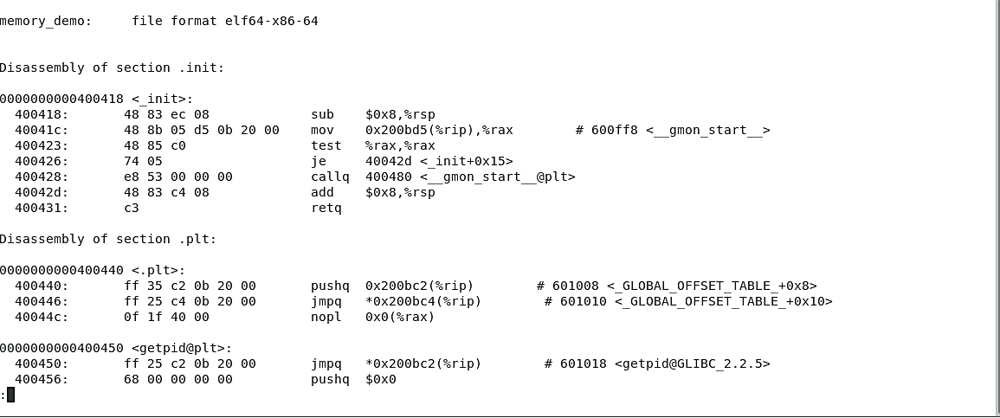 memory_demo:     file format elf64-x86-64
Disassembly of section .init:
0000000000400418 <_init>:
  400418:       48 83 ec 08             sub    $0x8,%rsp
  40041c:       48 8b 05 d5 0b 20 00    mov    0x200bd5(%rip),%rax        # 600ff8 <__gmon_start__>
  400423:       48 85 c0                test   %rax,%rax
  400426:       74 05                   je     40042d <_init+0x15>
  400428:       e8 53 00 00 00          callq  400480 <__gmon_start__@plt>
  40042d:       48 83 c4 08             add    $0x8,%rsp
  400431:       c3                      retq
Disassembly of section .plt:
0000000000400440 <.plt>:
  400440:       ff 35 c2 0b 20 00       pushq  0x200bc2(%rip)        # 601008 <_GLOBAL_OFFSET_TABLE_+0x8>
  400446:       ff 25 c4 0b 20 00       jmpq   *0x200bc4(%rip)        # 601010 <_GLOBAL_OFFSET_TABLE_+0x10>
  40044c:       0f 1f 40 00             nopl   0x0(%rax)
0000000000400450 <getpid@plt>:
  400450:       ff 25 c2 0b 20 00       jmpq   *0x200bc2(%rip)        # 601018 <getpid@GLIBC_2.2.5>
  400456:       68 00 00 00 00          pushq  $0x0
: